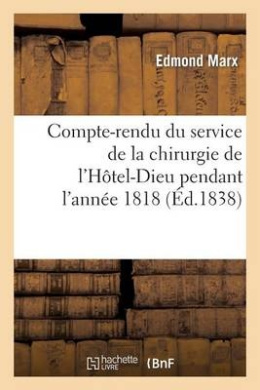 Edmond Marx
Compte-rendu du service
de la chirurgie de
l'Hôtel-Dieu pendant
l'année 1818 (Éd.1838)
hachette
LIVRE
{BnF